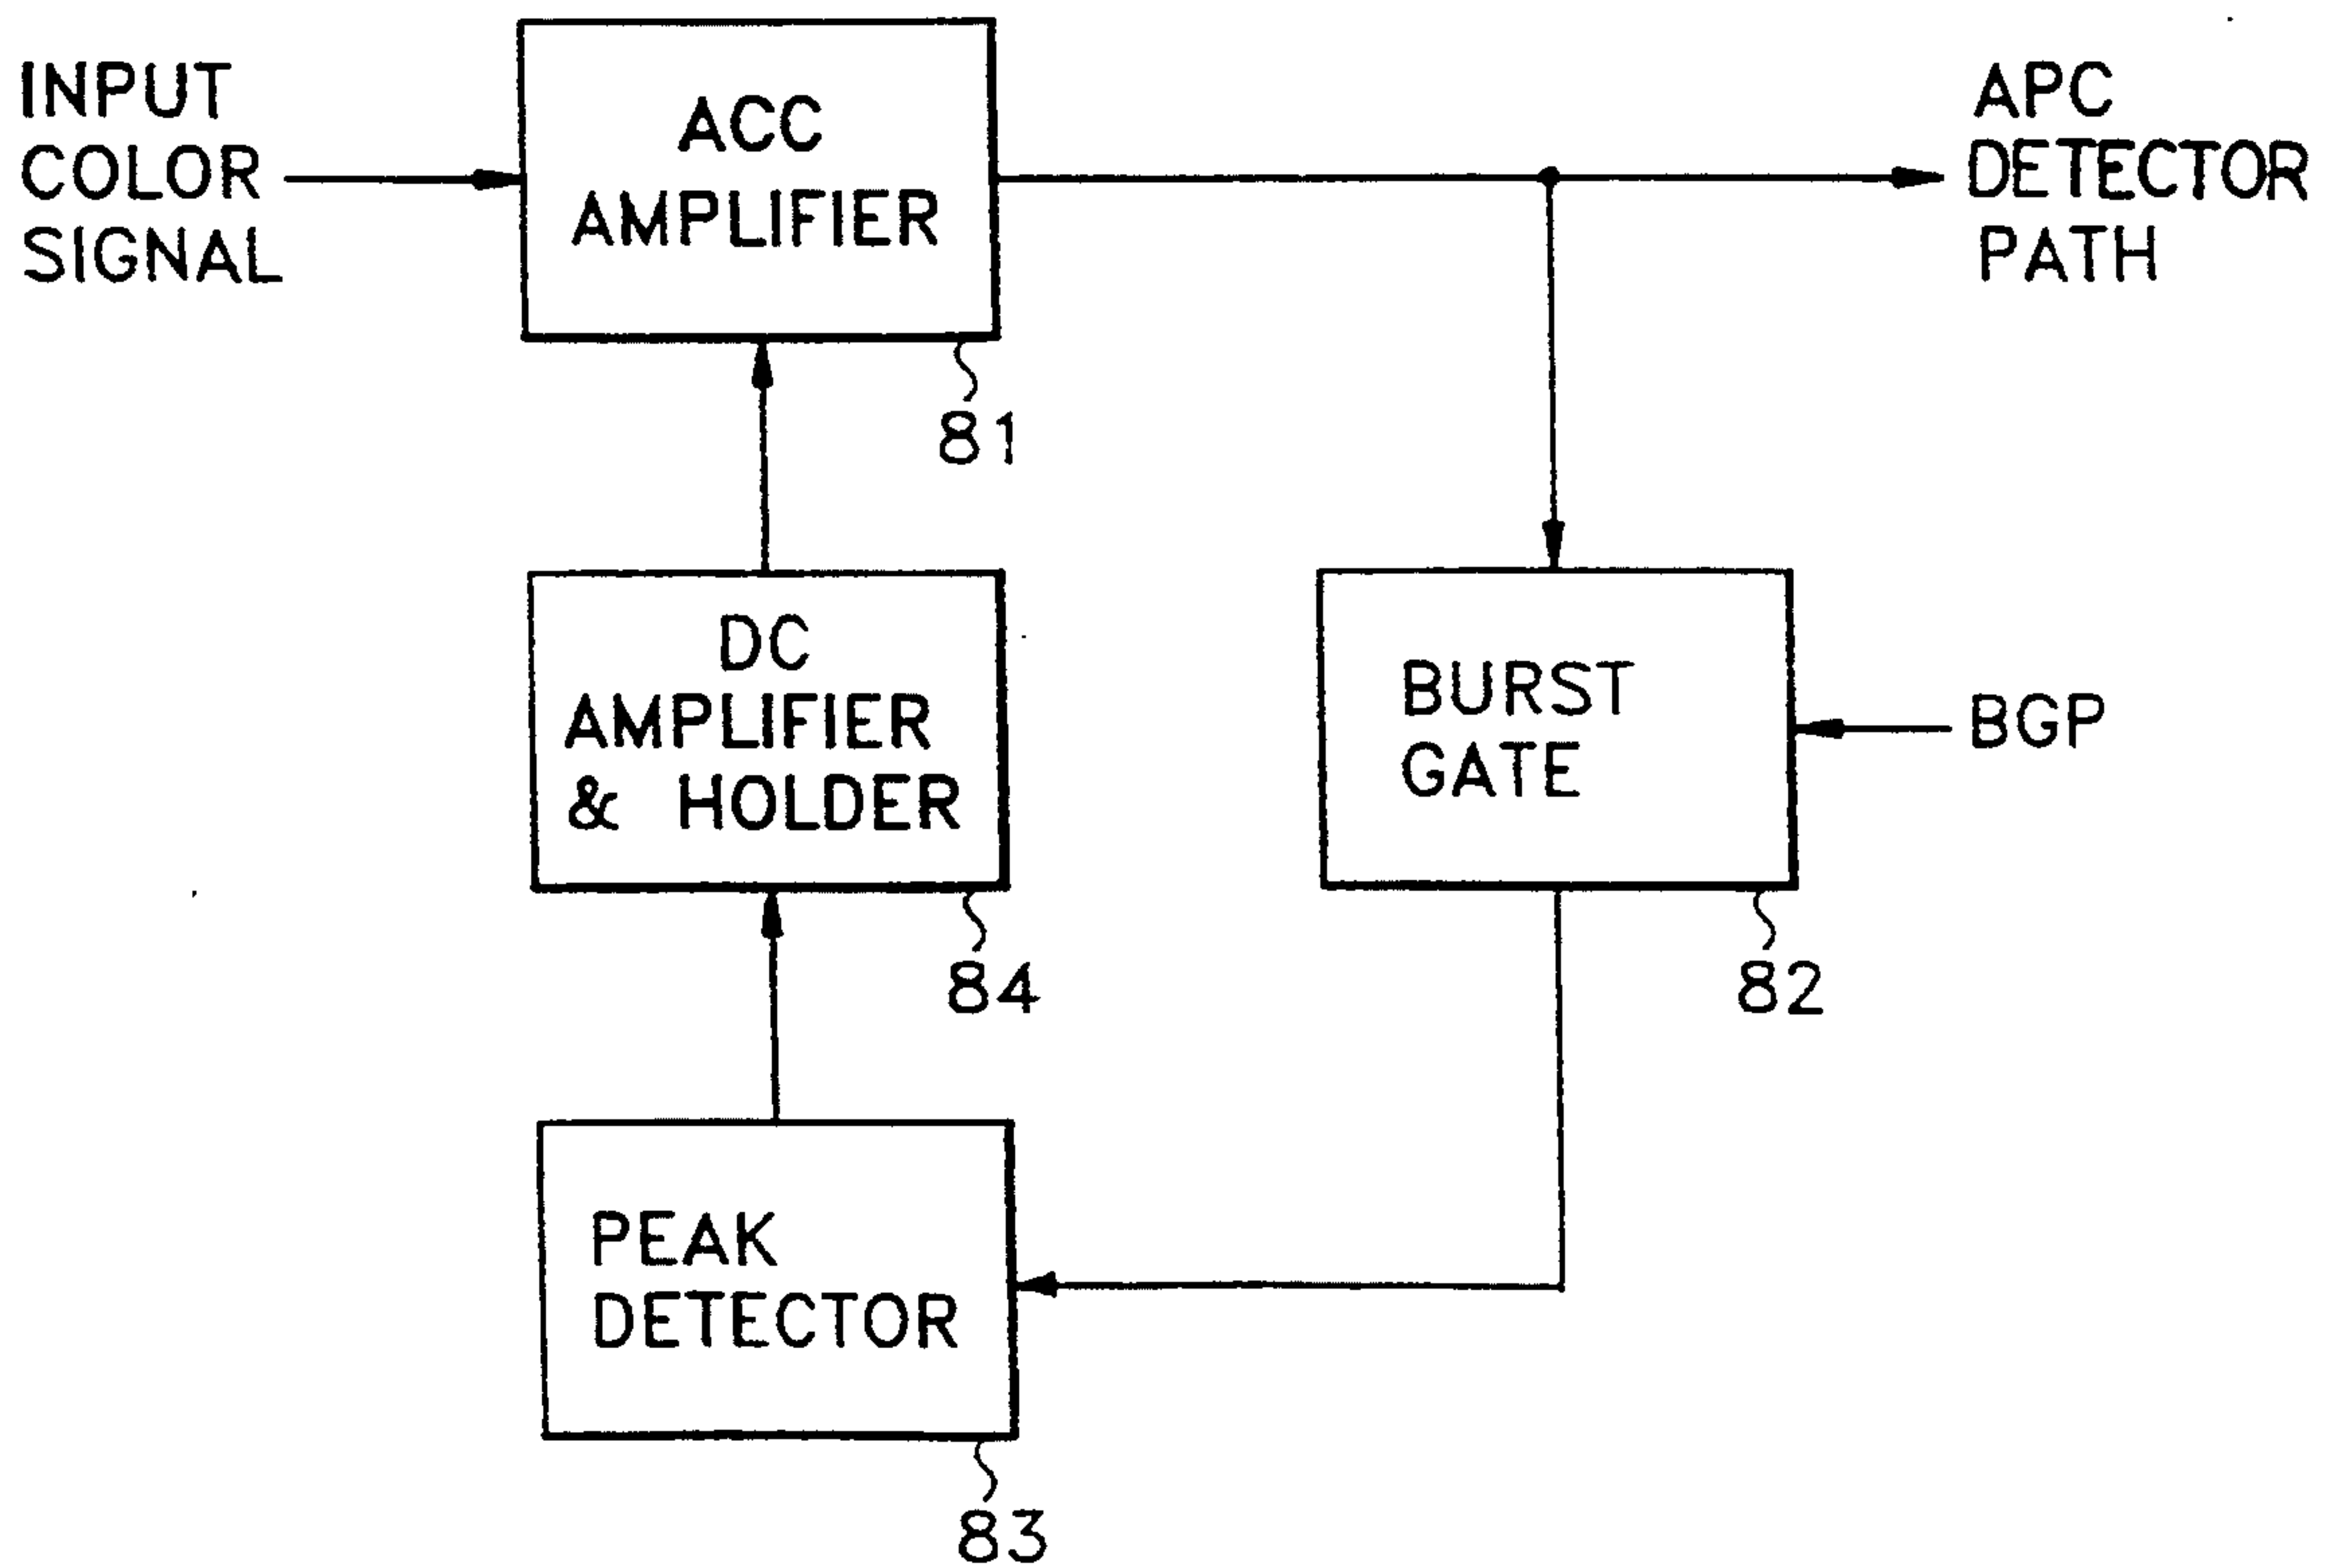 INPUT
COLOR
SIGNAL
ACC
AMPLIFIER
81
APC
DETECTOR
PATH
DC
AMPLIFIER
& HOLDER
84
BURST
GATE
82
BGP
PEAK
DETECTOR
83